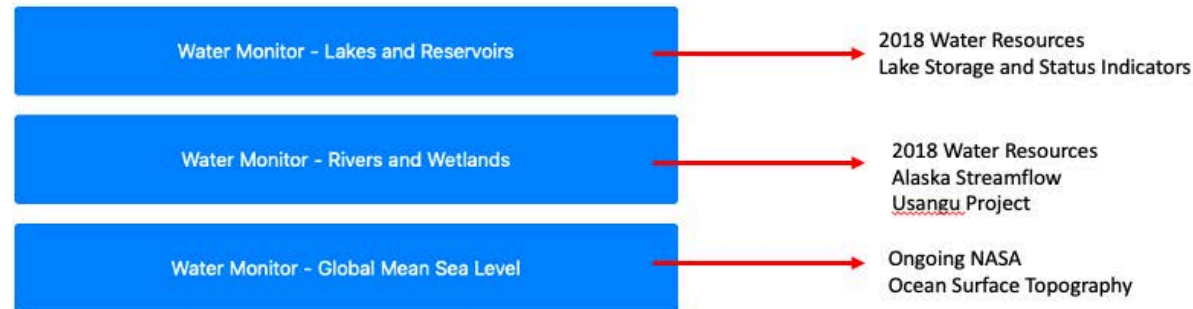 Water Monitor - Lakes and Reservoirs
2018 Water Resources
Lake Storage and Status Indicators
Water Monitor - Rivers and Wetlands
2018 Water Resources
Alaska Streamflow
Usangu Project
Water Monitor - Global Mean Sea Level
Ongoing NASA
Ocean Surface Topography